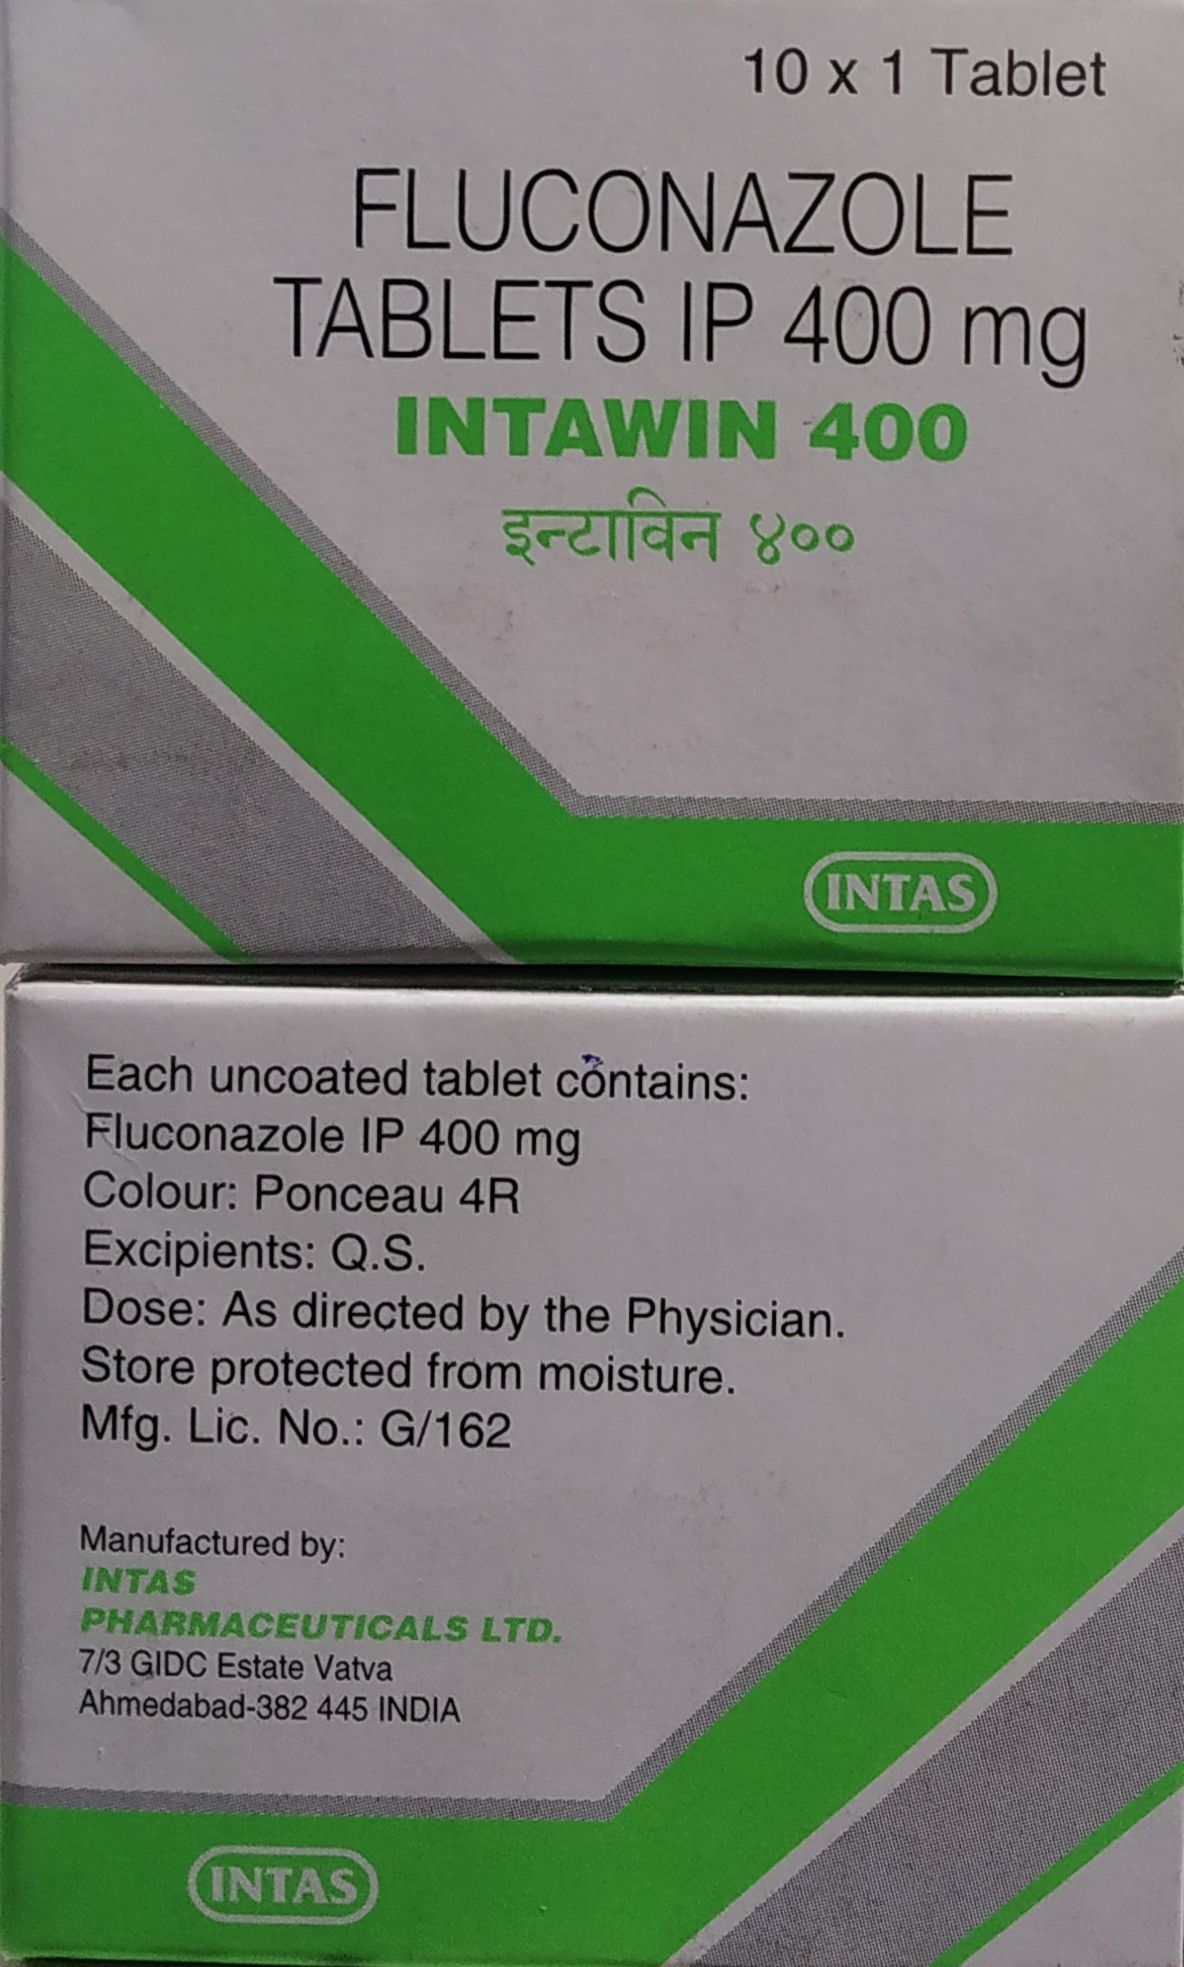 10 x 1 Tablet
FLUCONAZOLE
TABLETS IP 400 mg
INTAWIN 400
इन्टाविन ४००
INTAS
Each uncoated tablet contains:
Fluconazole IP 400 mg
Colour: Ponceau 4R
Excipients: Q.S.
Dose: As directed by the Physician.
Store protected from moisture.
Mfg. Lic. No.: G/162
Manufactured by:
INTAS
PHARMACEUTICALS LTD.
7/3 GIDC Estate Vatva
Ahmedabad-382 445 INDIA
INTAS